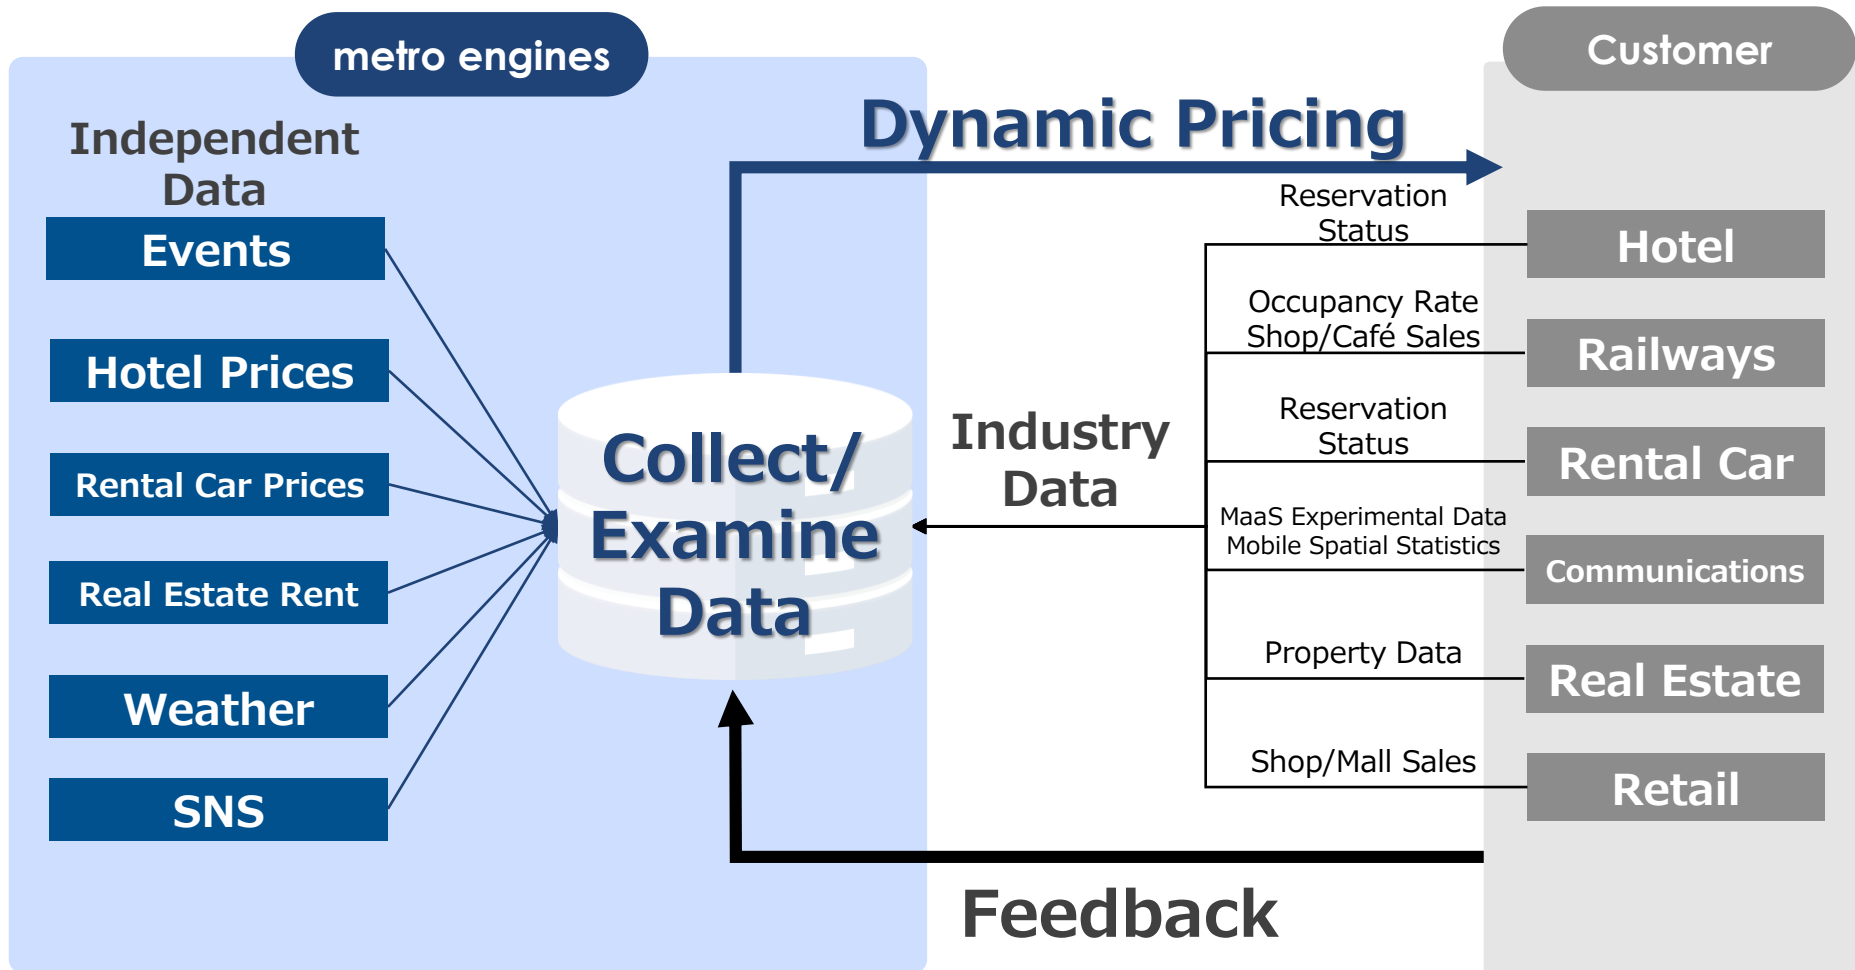 metro engines
Customer
Dynamic Pricing
Independent
Data
Events
Hotel Prices
Rental Car Prices
Real Estate Rent
Weather
SNS
Collect/
Examine
Data
Industry
Data
Reservation
Status
Hotel
Occupancy Rate
Shop/Café Sales
Railways
Reservation
Status
Rental Car
MaaS Experimental Data
Mobile Spatial Statistics
Communications
Property Data
Real Estate
Shop/Mall Sales
Retail
Feedback